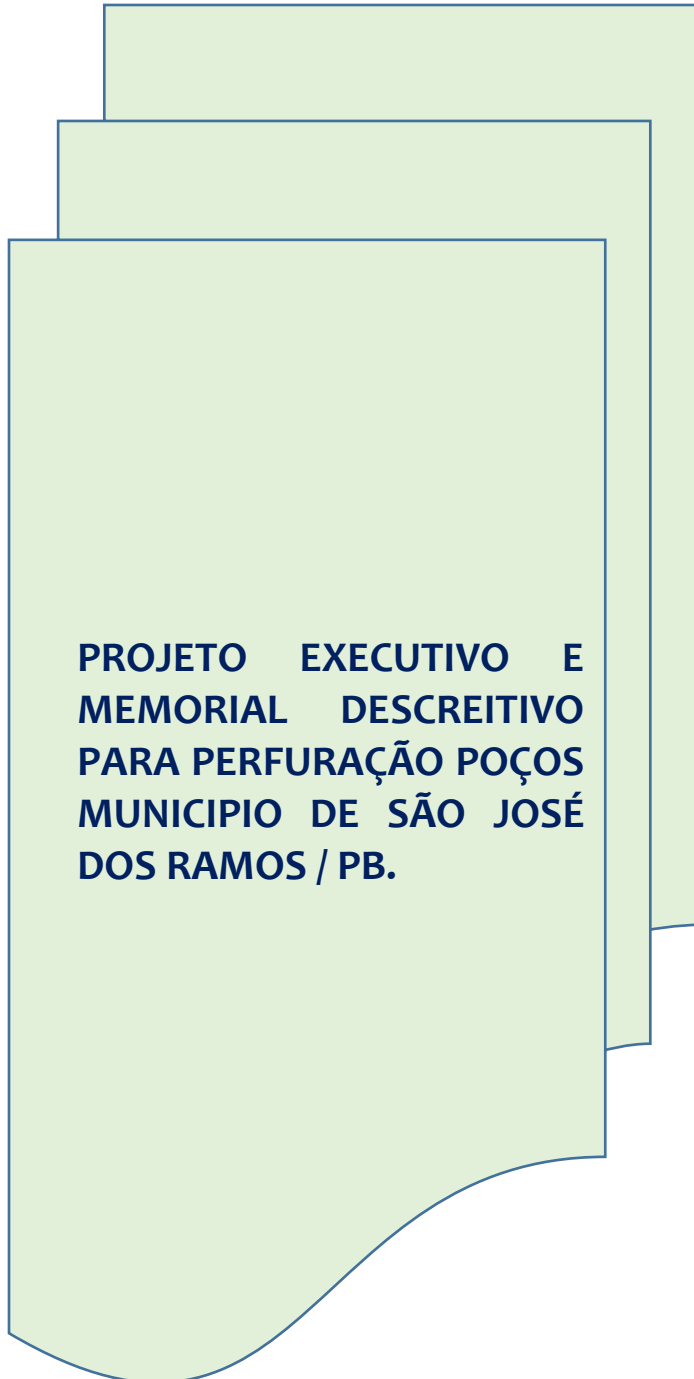 PROJETO EXECUTIVO E
MEMORIAL DESCREITIVO
PARA PERFURAÇÃO POÇOS
MUNICIPIO DE SÃO JOSÉ
DOS RAMOS / PB.